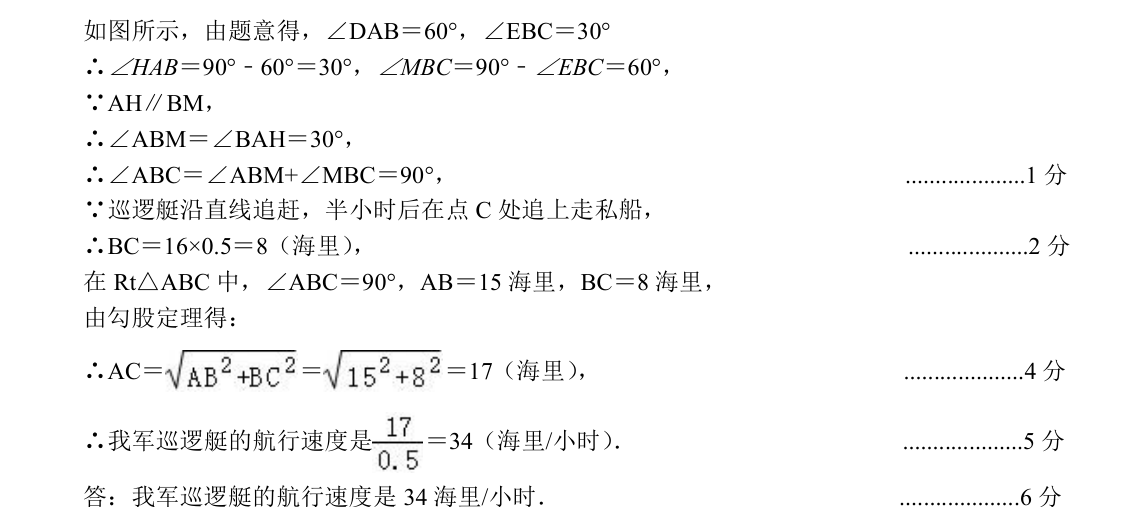 如图所示，由题意得，∠DAB＝60°，∠EBC＝30°
∴∠HAB＝90°﹣60°＝30°，∠MBC＝90°﹣∠EBC＝60°，
∵AH∥BM，
∴∠ABM＝∠BAH＝30°，
∴∠ABC＝∠ABM+∠MBC＝90°， ....................1 分
∵巡逻艇沿直线追赶，半小时后在点 C 处追上走私船，
∴BC＝16×0.5＝8（海里）， ....................2 分
在 Rt△ABC 中，∠ABC＝90°，AB＝15 海里，BC＝8 海里，
由勾股定理得：
∴AC＝√(AB²+BC²)＝√(15²+8²)＝17（海里）， ....................4 分
∴我军巡逻艇的航行速度是17/0.5＝34（海里/小时）． ....................5 分
答：我军巡逻艇的航行速度是 34 海里/小时． ....................6 分